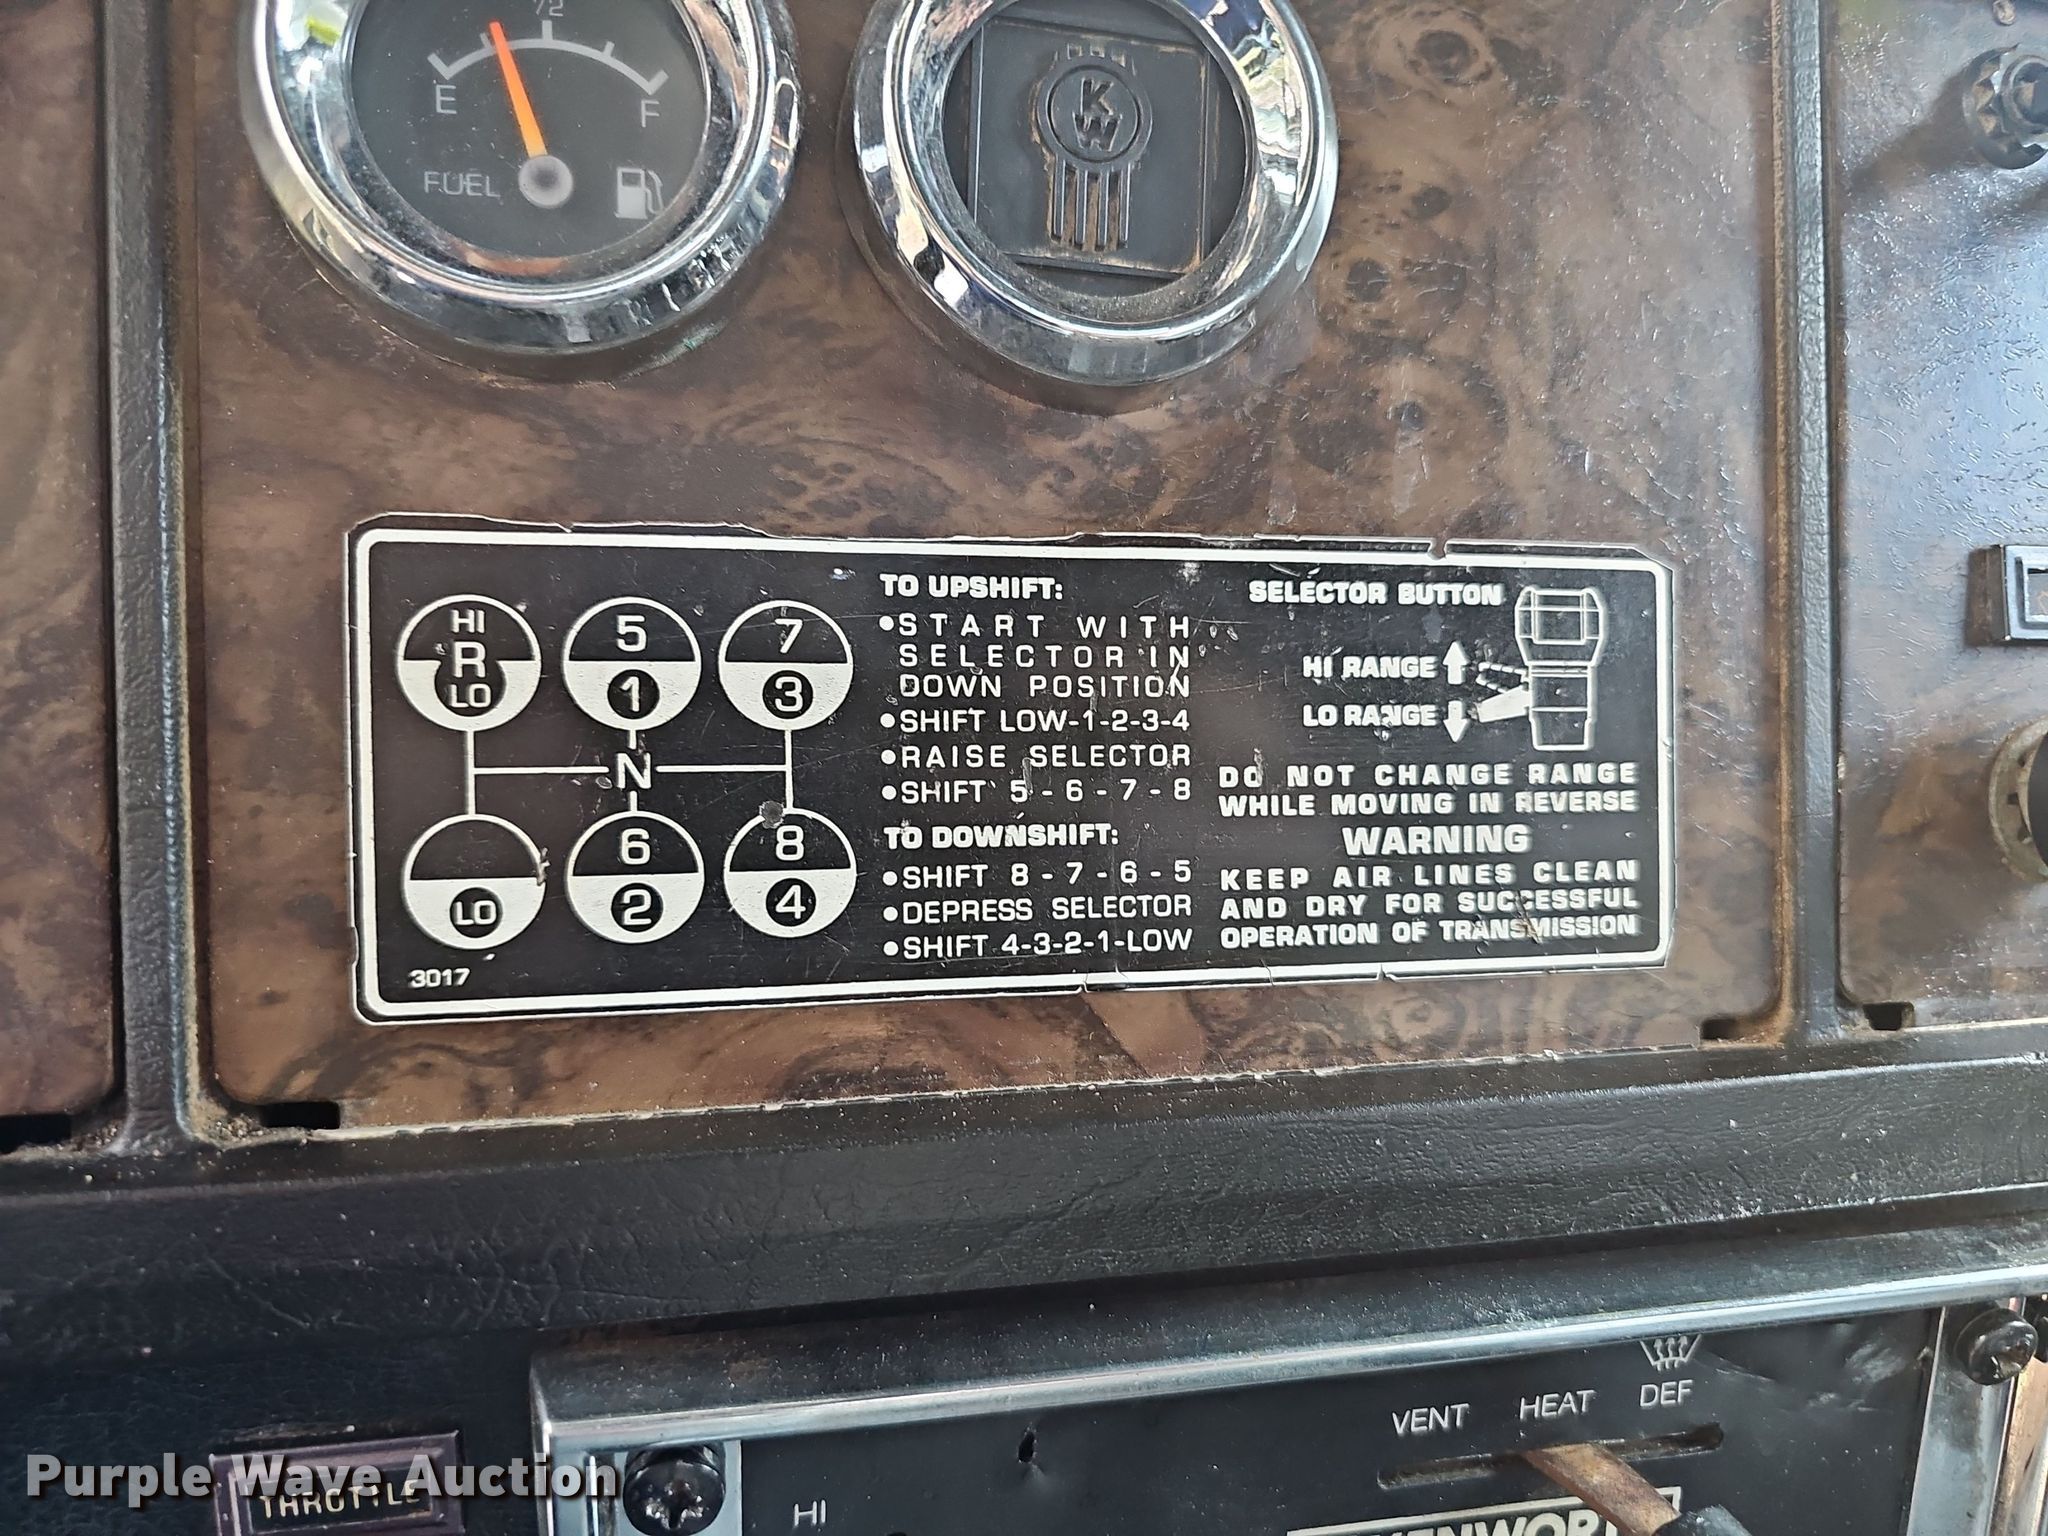 1/2
E
F
FUEL
K
W
HI
R
LO
5
1
7
3
N
LO
6
2
8
4
3017
TO UPSHIFT:
•START WITH
SELECTOR IN
DOWN POSITION
•SHIFT LOW-1-2-3-4
•RAISE SELECTOR
•SHIFT 5 - 6 - 7 - 8
TO DOWNSHIFT:
•SHIFT 8 - 7 - 6 - 5
•DEPRESS SELECTOR
•SHIFT 4-3-2-1-LOW
SELECTOR BUTTON
HI RANGE
LO RANGE
DO NOT CHANGE RANGE
WHILE MOVING IN REVERSE
WARNING
KEEP AIR LINES CLEAN
AND DRY FOR SUCCESSFUL
OPERATION OF TRANSMISSION
VENT HEAT DEF
HI
THROTTLE
Purple Wave Auction